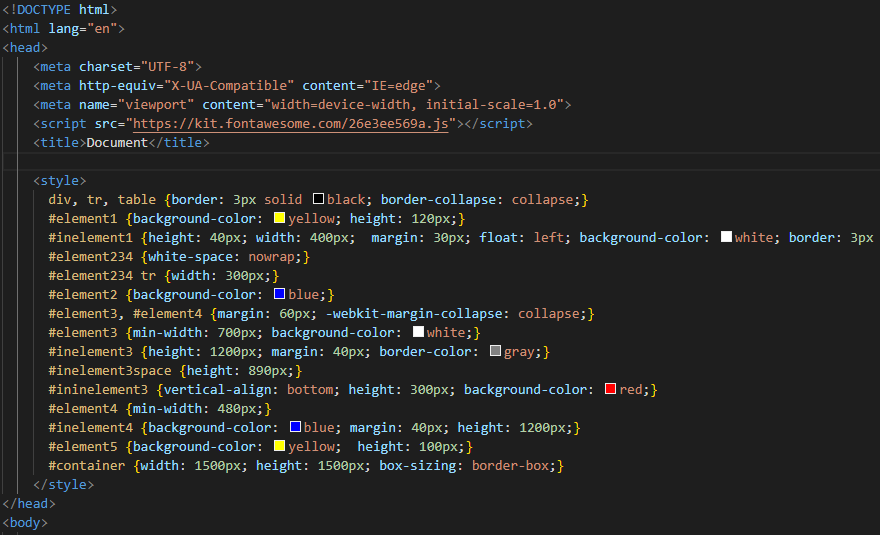 <!DOCTYPE html>
<html lang="en">
<head>
    <meta charset="UTF-8">
    <meta http-equiv="X-UA-Compatible" content="IE=edge">
    <meta name="viewport" content="width=device-width, initial-scale=1.0">
    <script src="https://kit.fontawesome.com/26e3ee569a.js"></script>
    <title>Document</title>
    <style>
      div, tr, table {border: 3px solid black; border-collapse: collapse;}
      #element1 {background-color: yellow; height: 120px;}
      #inelement1 {height: 40px; width: 400px;  margin: 30px; float: left; background-color: white; border: 3px
      #element234 {white-space: nowrap;}
      #element234 tr {width: 300px;}
      #element2 {background-color: blue;}
      #element3, #element4 {margin: 60px; -webkit-margin-collapse: collapse;}
      #element3 {min-width: 700px; background-color: white;}
      #inelement3 {height: 1200px; margin: 40px; border-color: gray;}
      #inelement3space {height: 890px;}
      #ininelement3 {vertical-align: bottom; height: 300px; background-color: red;}
      #element4 {min-width: 480px;}
      #inelement4 {background-color: blue; margin: 40px; height: 1200px;}
      #element5 {background-color: yellow;  height: 100px;}
      #container {width: 1500px; height: 1500px; box-sizing: border-box;}
    </style>
</head>
<body>